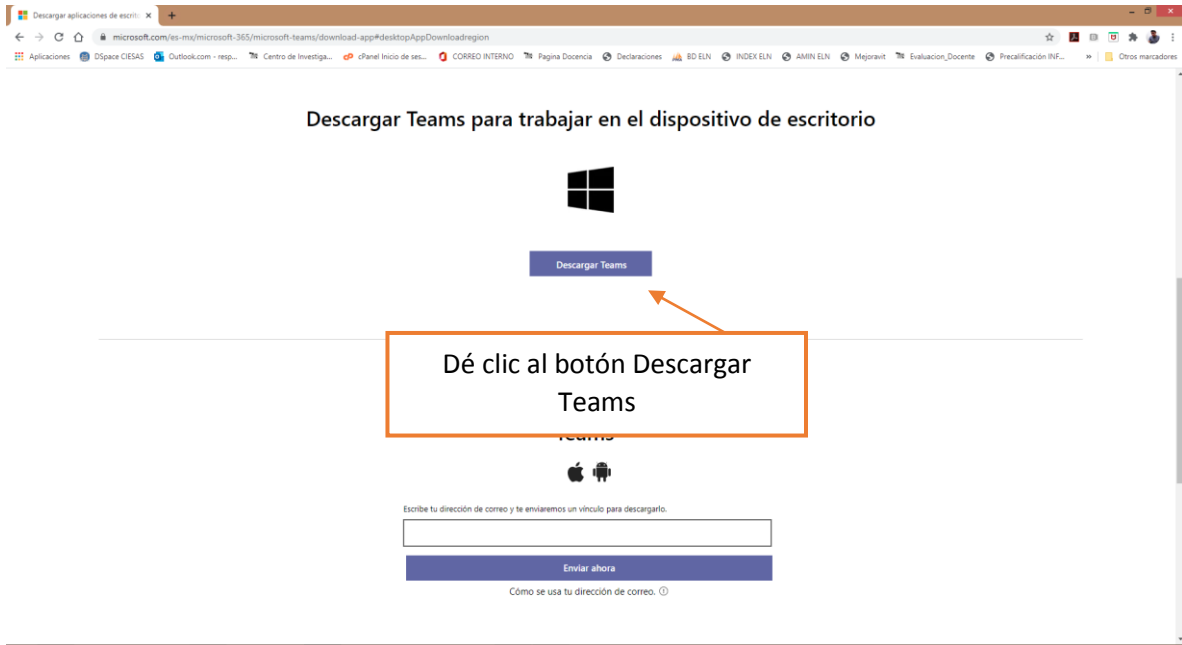 Descargar aplicaciones de escrito
microsoft.com/es-mx/microsoft-365/microsoft-teams/download-app#desktopAppDownloadregion
Aplicaciones DSpace CIESAS Outlook.com - resp... Centro de Investiga... cPanel Inicio de ses... CORREO INTERNO Pagina Docencia Declaraciones BD ELN INDEX ELN AMIN ELN Mejoravit Evaluacion_Docente Precalificación INF... » Otros marcadores
Descargar Teams para trabajar en el dispositivo de escritorio
Descargar Teams
Dé clic al botón Descargar
Teams
Teams
Escribe tu dirección de correo y te enviaremos un vínculo para descargarlo.
Enviar ahora
Cómo se usa tu dirección de correo.